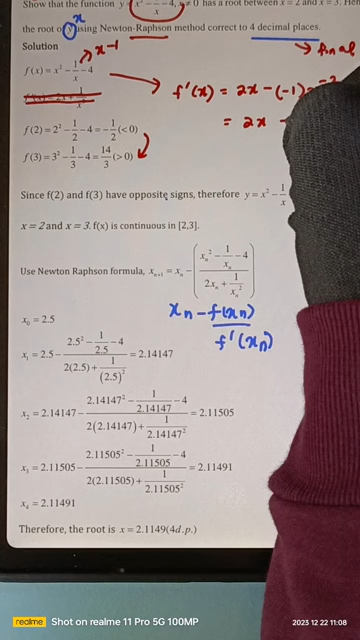 Show that the function y = x² - 1/x - 4, x ≠ 0 has a root between x = 2 and x = 3.
x
the root of y using Newton-Raphson method correct to 4 decimal places.
Solution
→ final
→ x⁻¹
f(x) = x² - 1/x - 4
f'(x) = 2x - (-1)
= 2x
f(2) = 2² - 1/2 - 4 = -1/2 (<0)
f(3) = 3² - 1/3 - 4 = 14/3 (>0)
Since f(2) and f(3) have opposite signs, therefore y = x² - 1/x
x = 2 and x = 3. f(x) is continuous in [2,3].
Use Newton Raphson formula, xₙ₊₁ = xₙ - ((xₙ² - 1/xₙ - 4)/(2xₙ + 1/xₙ²))
xₙ - f(xₙ)/f'(xₙ)
x₀ = 2.5
x₁ = 2.5 - (2.5² - 1/2.5 - 4)/(2(2.5) + 1/(2.5)²) = 2.14147
x₂ = 2.14147 - (2.14147² - 1/2.14147 - 4)/(2(2.14147) + 1/2.14147²) = 2.11505
x₃ = 2.11505 - (2.11505² - 1/2.11505 - 4)/(2(2.11505) + 1/2.11505²) = 2.11491
x₄ = 2.11491
Therefore, the root is x = 2.1149(4d.p.)
realme Shot on realme 11 Pro 5G 100MP
2023 12 22 11:08